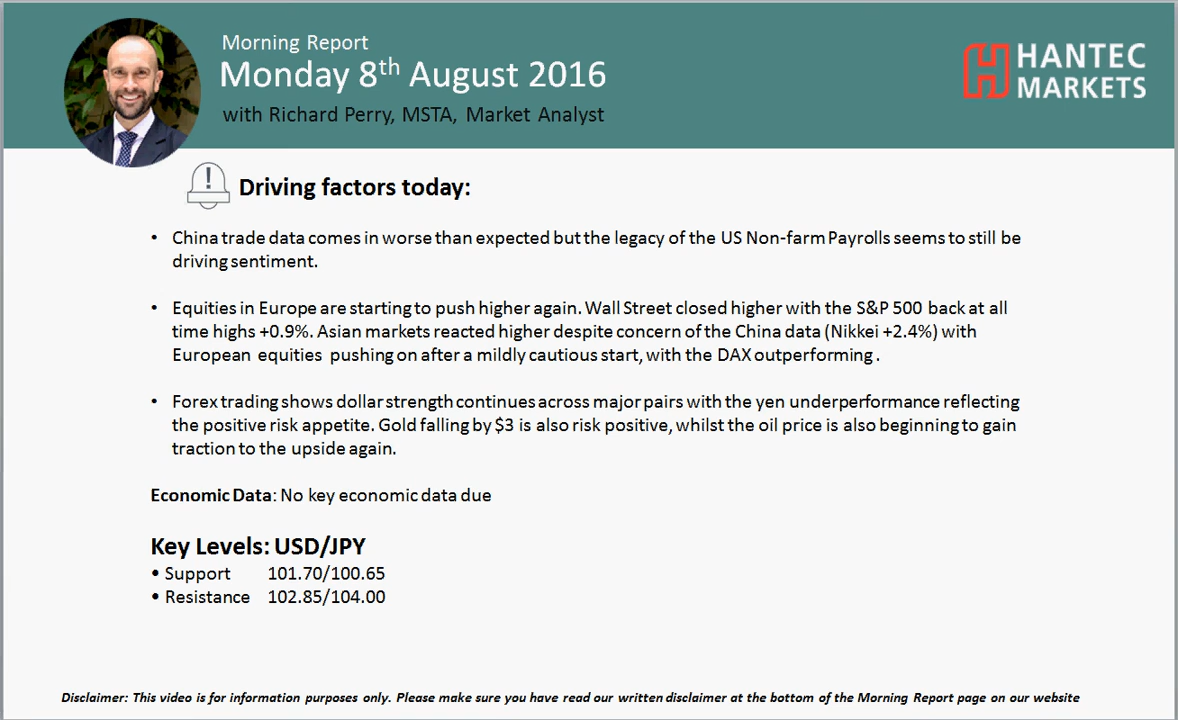 Morning Report
Monday 8th August 2016
with Richard Perry, MSTA, Market Analyst
HANTEC
MARKETS
!
Driving factors today:
• China trade data comes in worse than expected but the legacy of the US Non-farm Payrolls seems to still be
driving sentiment.
• Equities in Europe are starting to push higher again. Wall Street closed higher with the S&P 500 back at all
time highs +0.9%. Asian markets reacted higher despite concern of the China data (Nikkei +2.4%) with
European equities pushing on after a mildly cautious start, with the DAX outperforming.
• Forex trading shows dollar strength continues across major pairs with the yen underperformance reflecting
the positive risk appetite. Gold falling by $3 is also risk positive, whilst the oil price is also beginning to gain
traction to the upside again.
Economic Data: No key economic data due
Key Levels: USD/JPY
• Support 101.70/100.65
• Resistance 102.85/104.00
Disclaimer: This video is for information purposes only. Please make sure you have read our written disclaimer at the bottom of the Morning Report page on our website